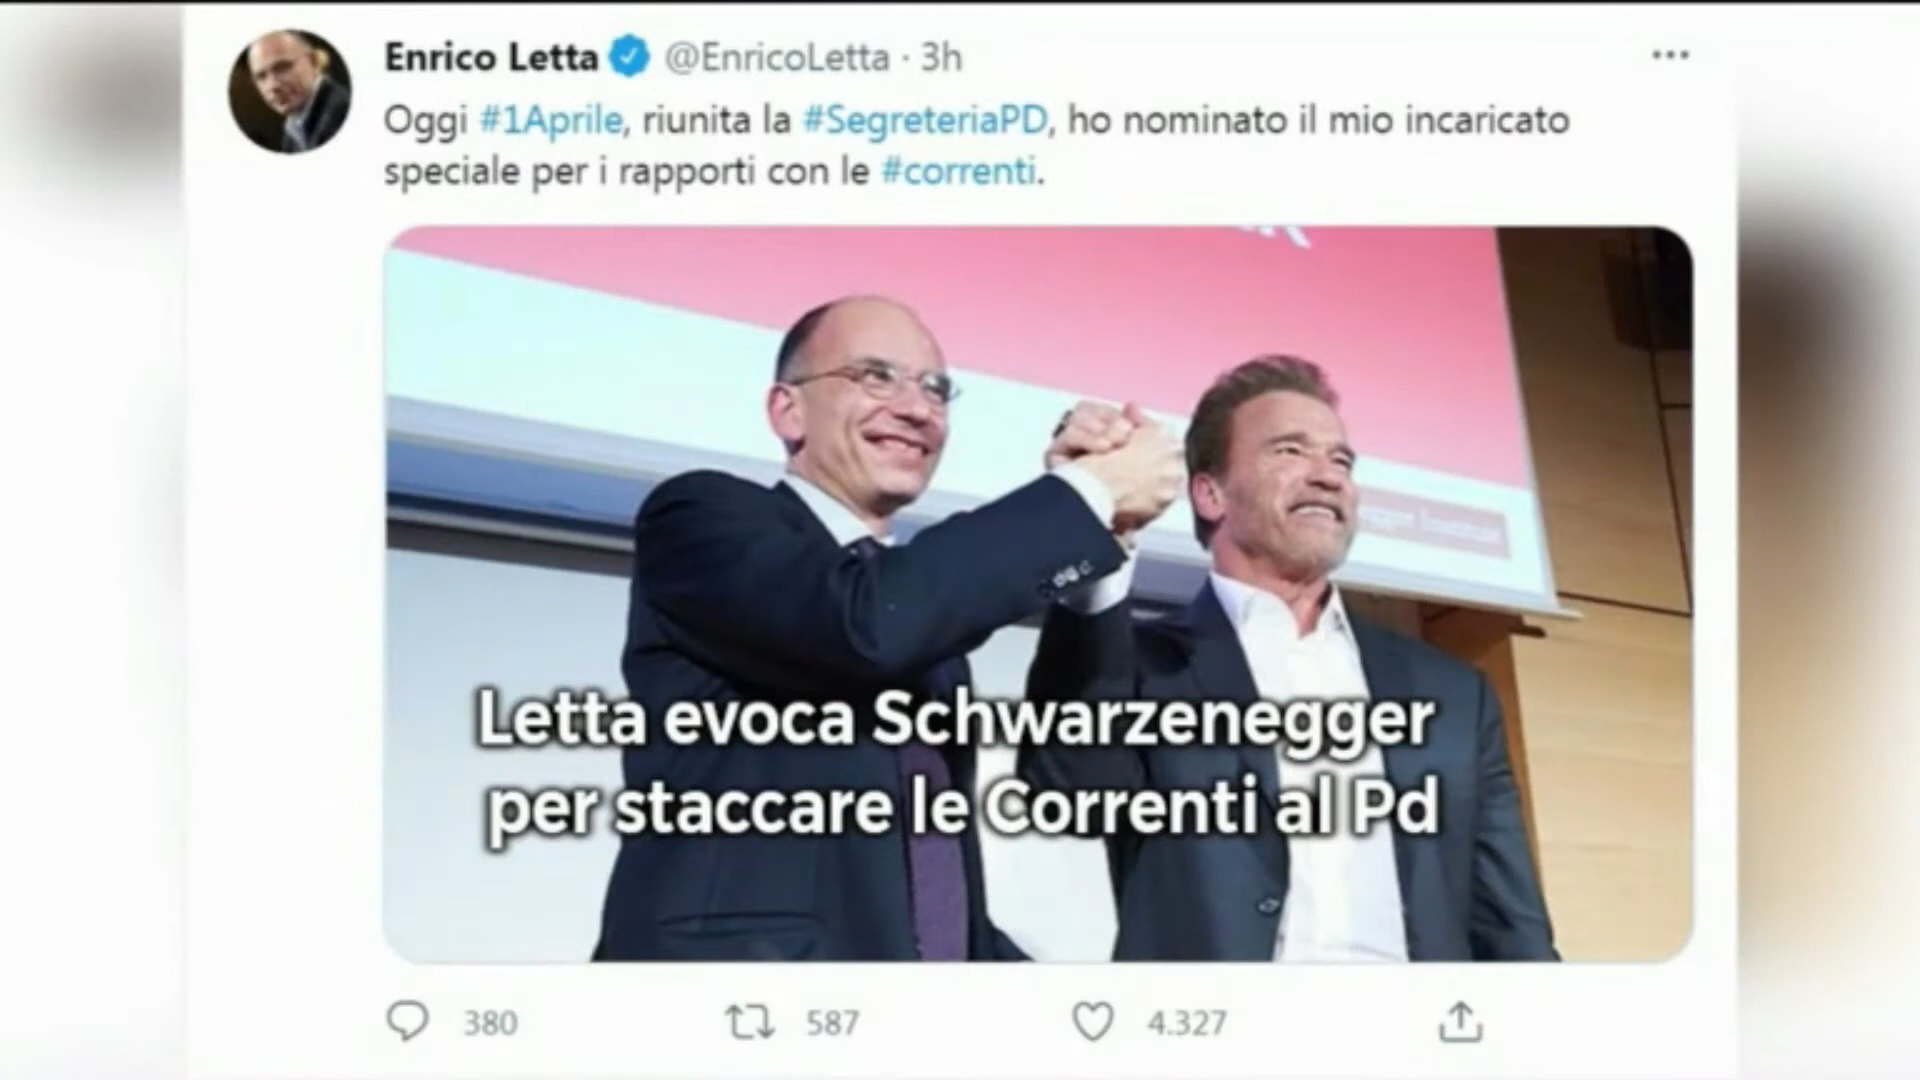 Enrico Letta @EnricoLetta · 3h
Oggi #1Aprile, riunita la #SegreteriaPD, ho nominato il mio incaricato
speciale per i rapporti con le #correnti.
Letta evoca Schwarzenegger
per staccare le Correnti al Pd
380 587 4.327